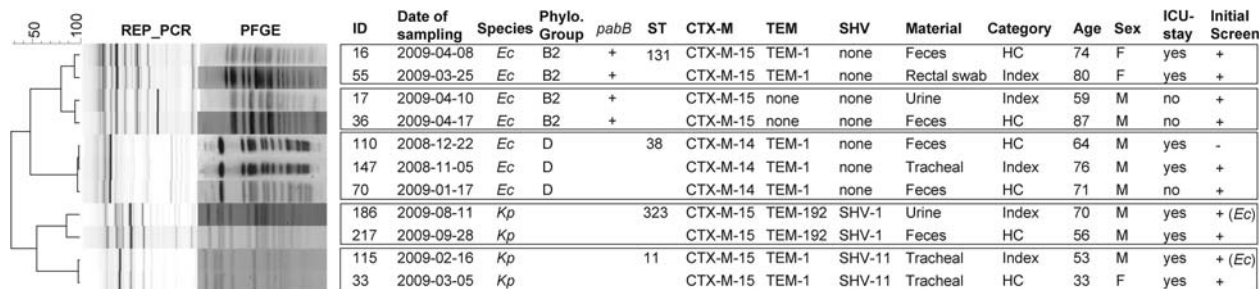 50 100
REP_PCR PFGE ID Date of sampling Species Phylo. Group pabB ST CTX-M TEM SHV Material Category Age Sex ICU-stay Initial Screen
16 2009-04-08 Ec B2 + 131 CTX-M-15 TEM-1 none Feces HC 74 F yes +
55 2009-03-25 Ec B2 + CTX-M-15 TEM-1 none Rectal swab Index 80 F yes +
17 2009-04-10 Ec B2 + CTX-M-15 none none Urine Index 59 M no +
36 2009-04-17 Ec B2 + CTX-M-15 none none Feces HC 87 M no +
110 2008-12-22 Ec D 38 CTX-M-14 TEM-1 none Feces HC 64 M yes -
147 2008-11-05 Ec D CTX-M-14 TEM-1 none Tracheal Index 76 M yes +
70 2009-01-17 Ec D CTX-M-14 TEM-1 none Feces HC 71 M no +
186 2009-08-11 Kp 323 CTX-M-15 TEM-192 SHV-1 Urine Index 70 M yes + (Ec)
217 2009-09-28 Kp CTX-M-15 TEM-192 SHV-1 Feces HC 56 M yes +
115 2009-02-16 Kp 11 CTX-M-15 TEM-1 SHV-11 Tracheal Index 53 M yes + (Ec)
33 2009-03-05 Kp CTX-M-15 TEM-1 SHV-11 Tracheal HC 33 F yes +